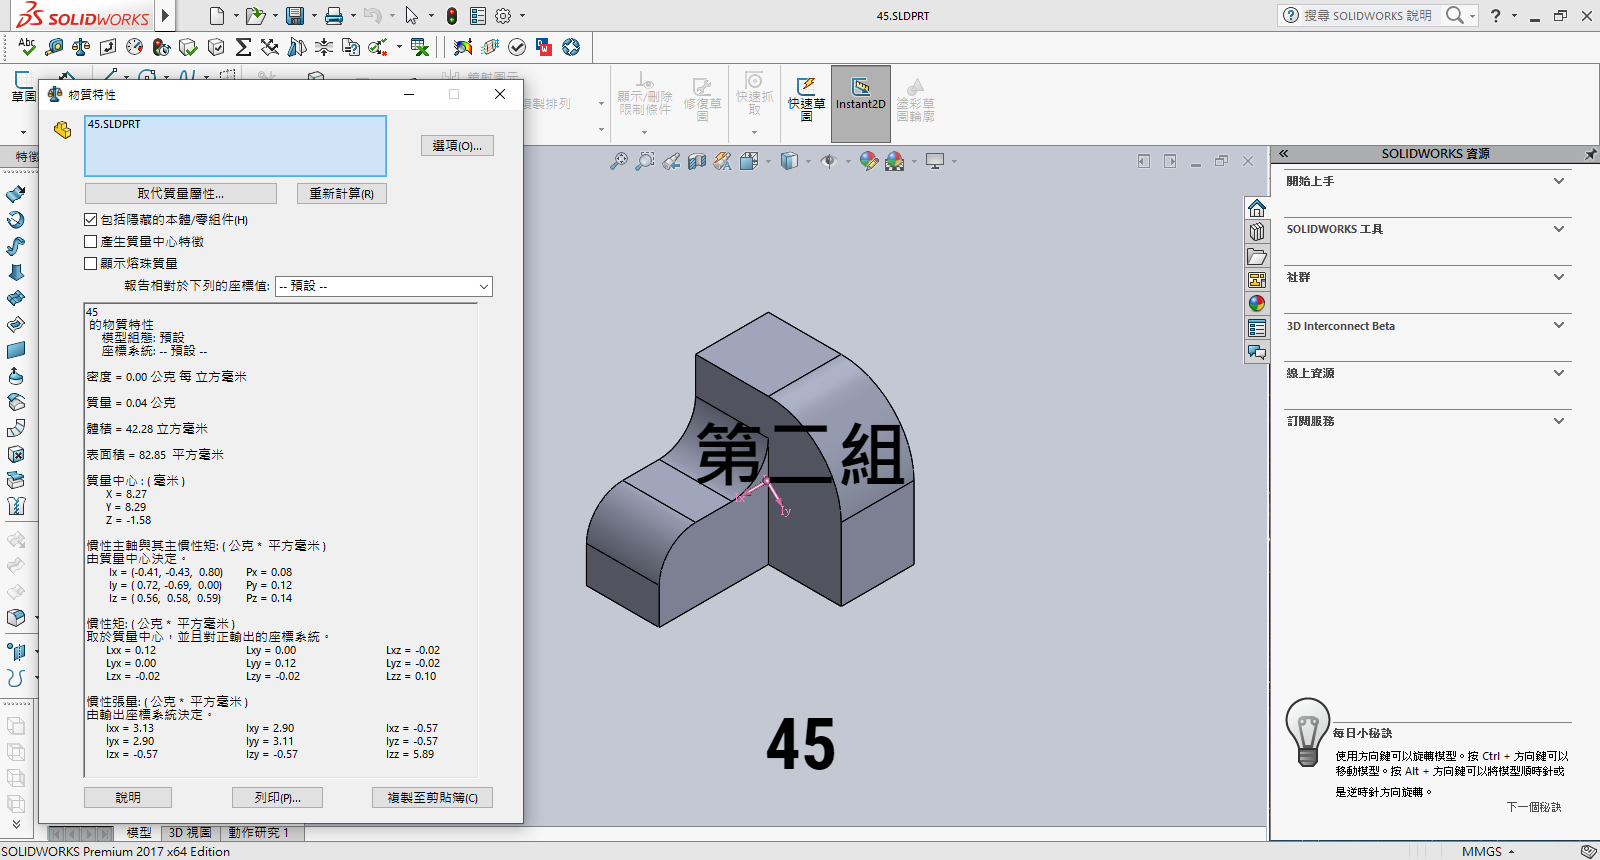 SOLIDWORKS
45.SLDPRT
搜尋 SOLIDWORKS 說明
草圖
複製排列
顯示/刪除限制條件
修復草圖
快速抓取
快速草圖
Instant2D
塗彩草圖輪廓
特徵
物質特性
45.SLDPRT
選項(O)...
取代質量屬性...
重新計算(R)
包括隱藏的本體/零組件(H)
產生質量中心特徵
顯示熔珠質量
報告相對於下列的座標值: -- 預設 --
45
的物質特性
模型組態: 預設
座標系統: -- 預設 --
密度 = 0.00 公克 每 立方毫米
質量 = 0.04 公克
體積 = 42.28 立方毫米
表面積 = 82.85 平方毫米
質量中心 : ( 毫米 )
X = 8.27
Y = 8.29
Z = -1.58
慣性主軸與其主慣性矩: ( 公克 * 平方毫米 )
由質量中心決定。
Ix = (-0.41, -0.43, 0.80) Px = 0.08
Iy = ( 0.72, -0.69, 0.00) Py = 0.12
Iz = ( 0.56, 0.58, 0.59) Pz = 0.14
慣性矩: ( 公克 * 平方毫米 )
取於質量中心，並且對正輸出的座標系統。
Lxx = 0.12 Lxy = 0.00 Lxz = -0.02
Lyx = 0.00 Lyy = 0.12 Lyz = -0.02
Lzx = -0.02 Lzy = -0.02 Lzz = 0.10
慣性張量: ( 公克 * 平方毫米 )
由輸出座標系統決定。
Ixx = 3.13 Ixy = 2.90 Ixz = -0.57
Iyx = 2.90 Iyy = 3.11 Iyz = -0.57
Izx = -0.57 Izy = -0.57 Izz = 5.89
說明
列印(P)...
複製至剪貼簿(C)
第二組
Ix
Iy
45
SOLIDWORKS 資源
開始上手
SOLIDWORKS 工具
社群
3D Interconnect Beta
線上資源
訂閱服務
每日小秘訣
使用方向鍵可以旋轉模型。按 Ctrl + 方向鍵可以
移動模型。按 Alt + 方向鍵可以將模型順時針或
是逆時針方向旋轉。
下一個秘訣
模型
3D 視圖
動作研究 1
SOLIDWORKS Premium 2017 x64 Edition
MMGS